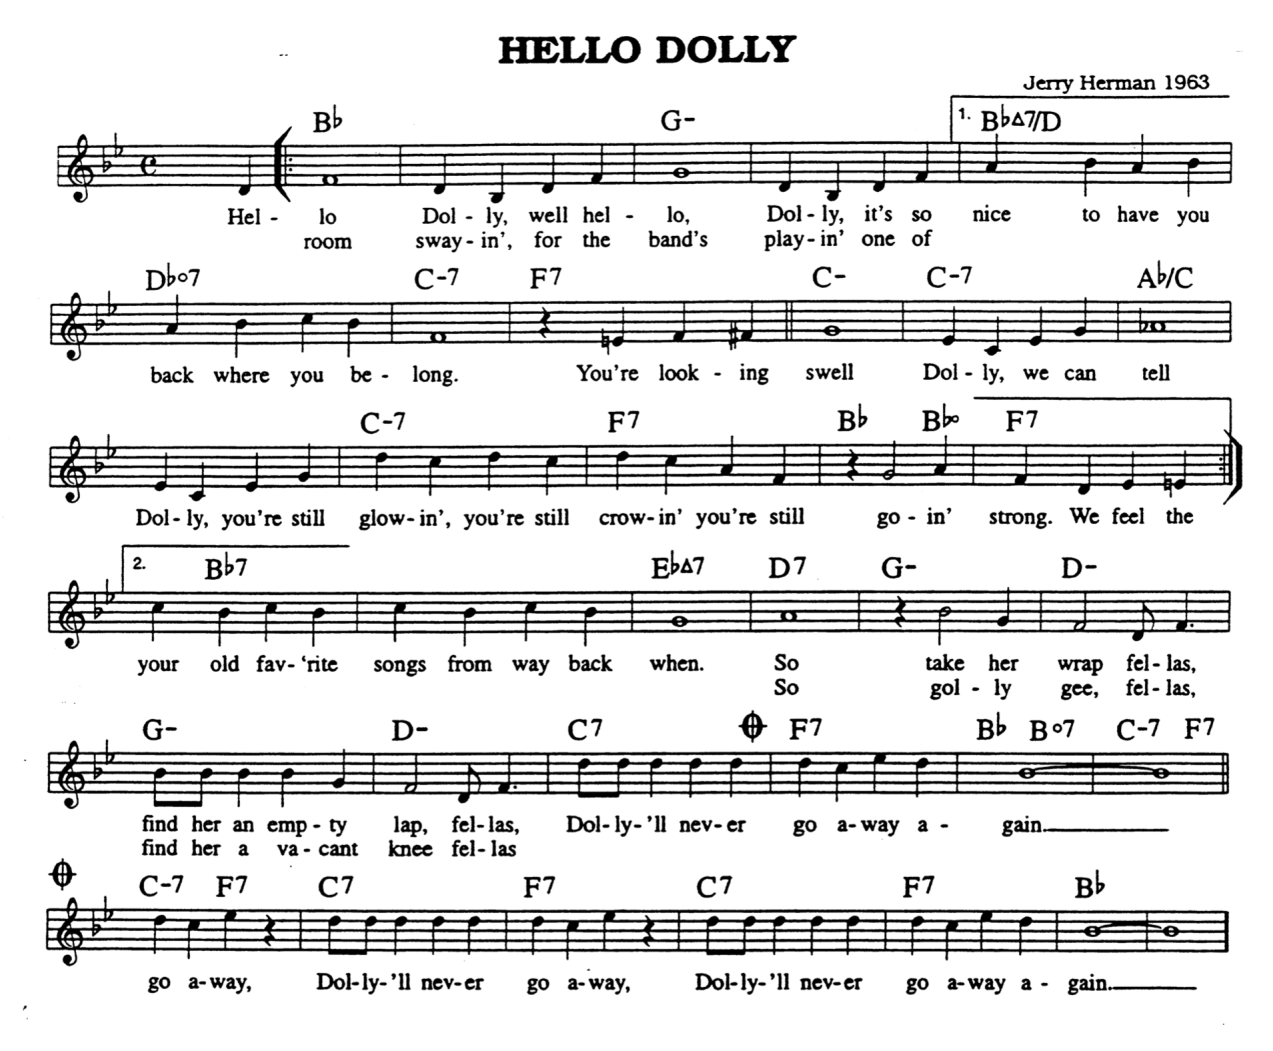 HELLO DOLLY
Jerry Herman 1963
B♭ G- 1. B♭Δ7/D
Hel - lo Dol - ly, well hel - lo, Dol - ly, it's so nice to have you
room sway - in', for the band's play - in' one of
D♭o7 C-7 F7 C- C-7 A♭/C
back where you be - long. You're look - ing swell Dol - ly, we can tell
C-7 F7 B♭ B♭o F7
Dol - ly, you're still glow - in', you're still crow - in' you're still go - in' strong. We feel the
2. B♭7 E♭Δ7 D7 G- D-
your old fav - 'rite songs from way back when. So take her wrap fel - las,
So gol - ly gee, fel - las,
G- D- C7 F7 B♭ Bo7 C-7 F7
find her an emp - ty lap, fel - las, Dol - ly - 'll nev - er go a - way a - gain.
find her a va - cant knee fel - las
C-7 F7 C7 F7 C7 F7 B♭
go a - way, Dol - ly - 'll nev - er go a - way, Dol - ly - 'll nev - er go a - way a - gain.